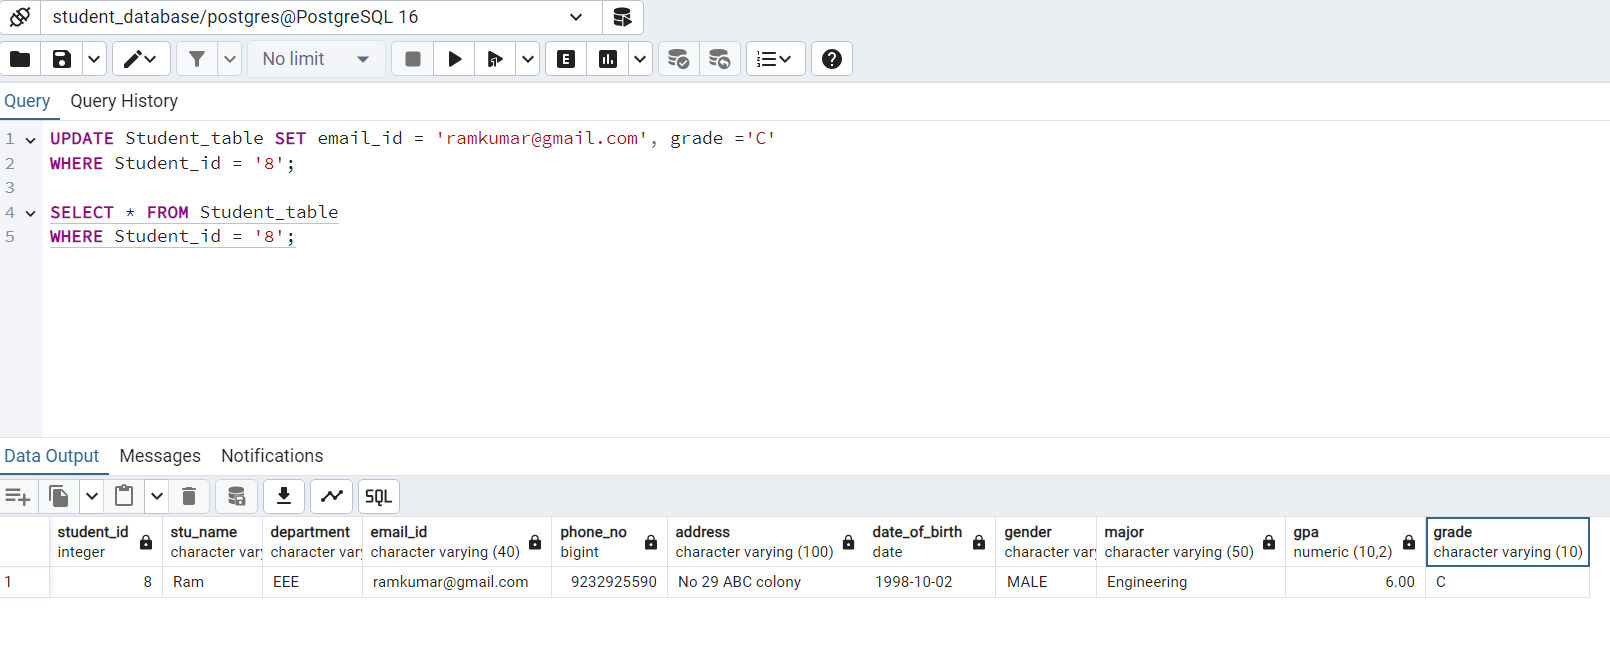 student_database/postgres@PostgreSQL 16
No limit
E
Query Query History
1 UPDATE Student_table SET email_id = 'ramkumar@gmail.com', grade ='C'
2 WHERE Student_id = '8';
3
4 SELECT * FROM Student_table
5 WHERE Student_id = '8';
Data Output Messages Notifications
SQL
student_id stu_name department email_id phone_no address date_of_birth gender major gpa grade
integer character var character var character varying (40) bigint character varying (100) date character var character varying (50) numeric (10,2) character varying (10)
1 8 Ram EEE ramkumar@gmail.com 9232925590 No 29 ABC colony 1998-10-02 MALE Engineering 6.00 C